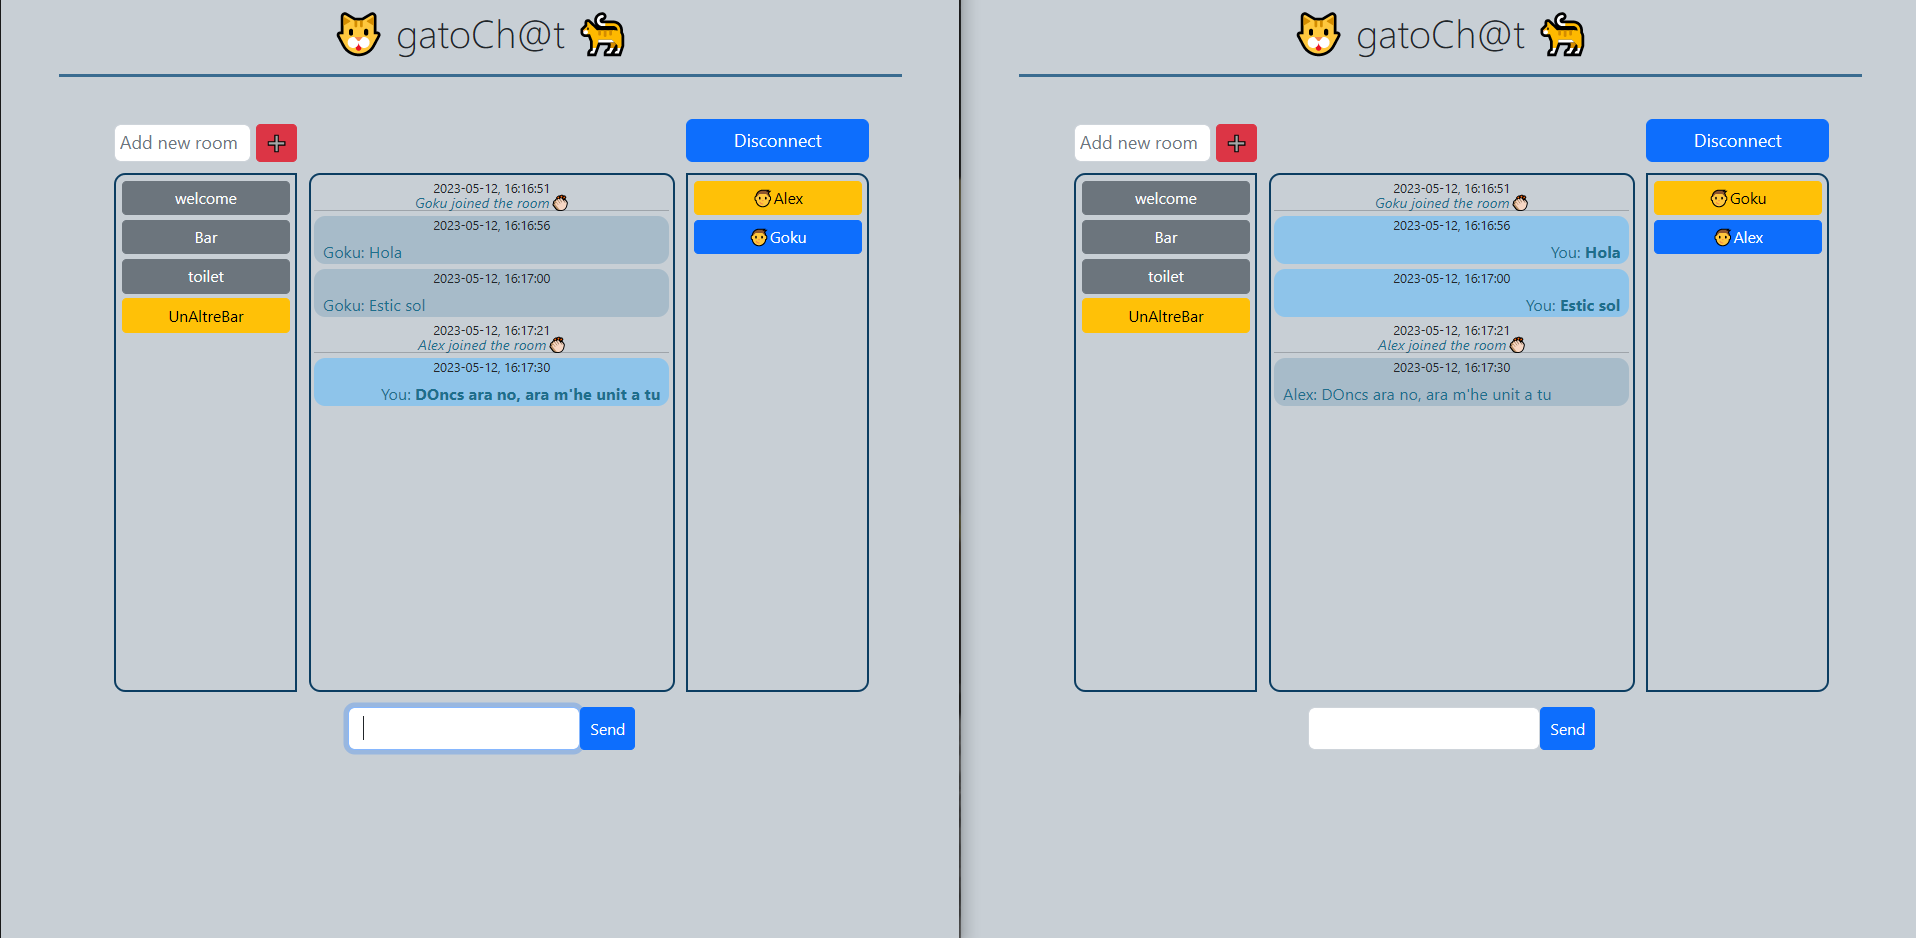 gatoCh@t
Add new room
Disconnect
welcome
Bar
toilet
UnAltreBar
2023-05-12, 16:16:51
Goku joined the room
2023-05-12, 16:16:56
Goku: Hola
2023-05-12, 16:17:00
Goku: Estic sol
2023-05-12, 16:17:21
Alex joined the room
2023-05-12, 16:17:30
You: DOncs ara no, ara m'he unit a tu
Alex
Goku
Send
gatoCh@t
Add new room
Disconnect
welcome
Bar
toilet
UnAltreBar
2023-05-12, 16:16:51
Goku joined the room
2023-05-12, 16:16:56
You: Hola
2023-05-12, 16:17:00
You: Estic sol
2023-05-12, 16:17:21
Alex joined the room
2023-05-12, 16:17:30
Alex: DOncs ara no, ara m'he unit a tu
Goku
Alex
Send